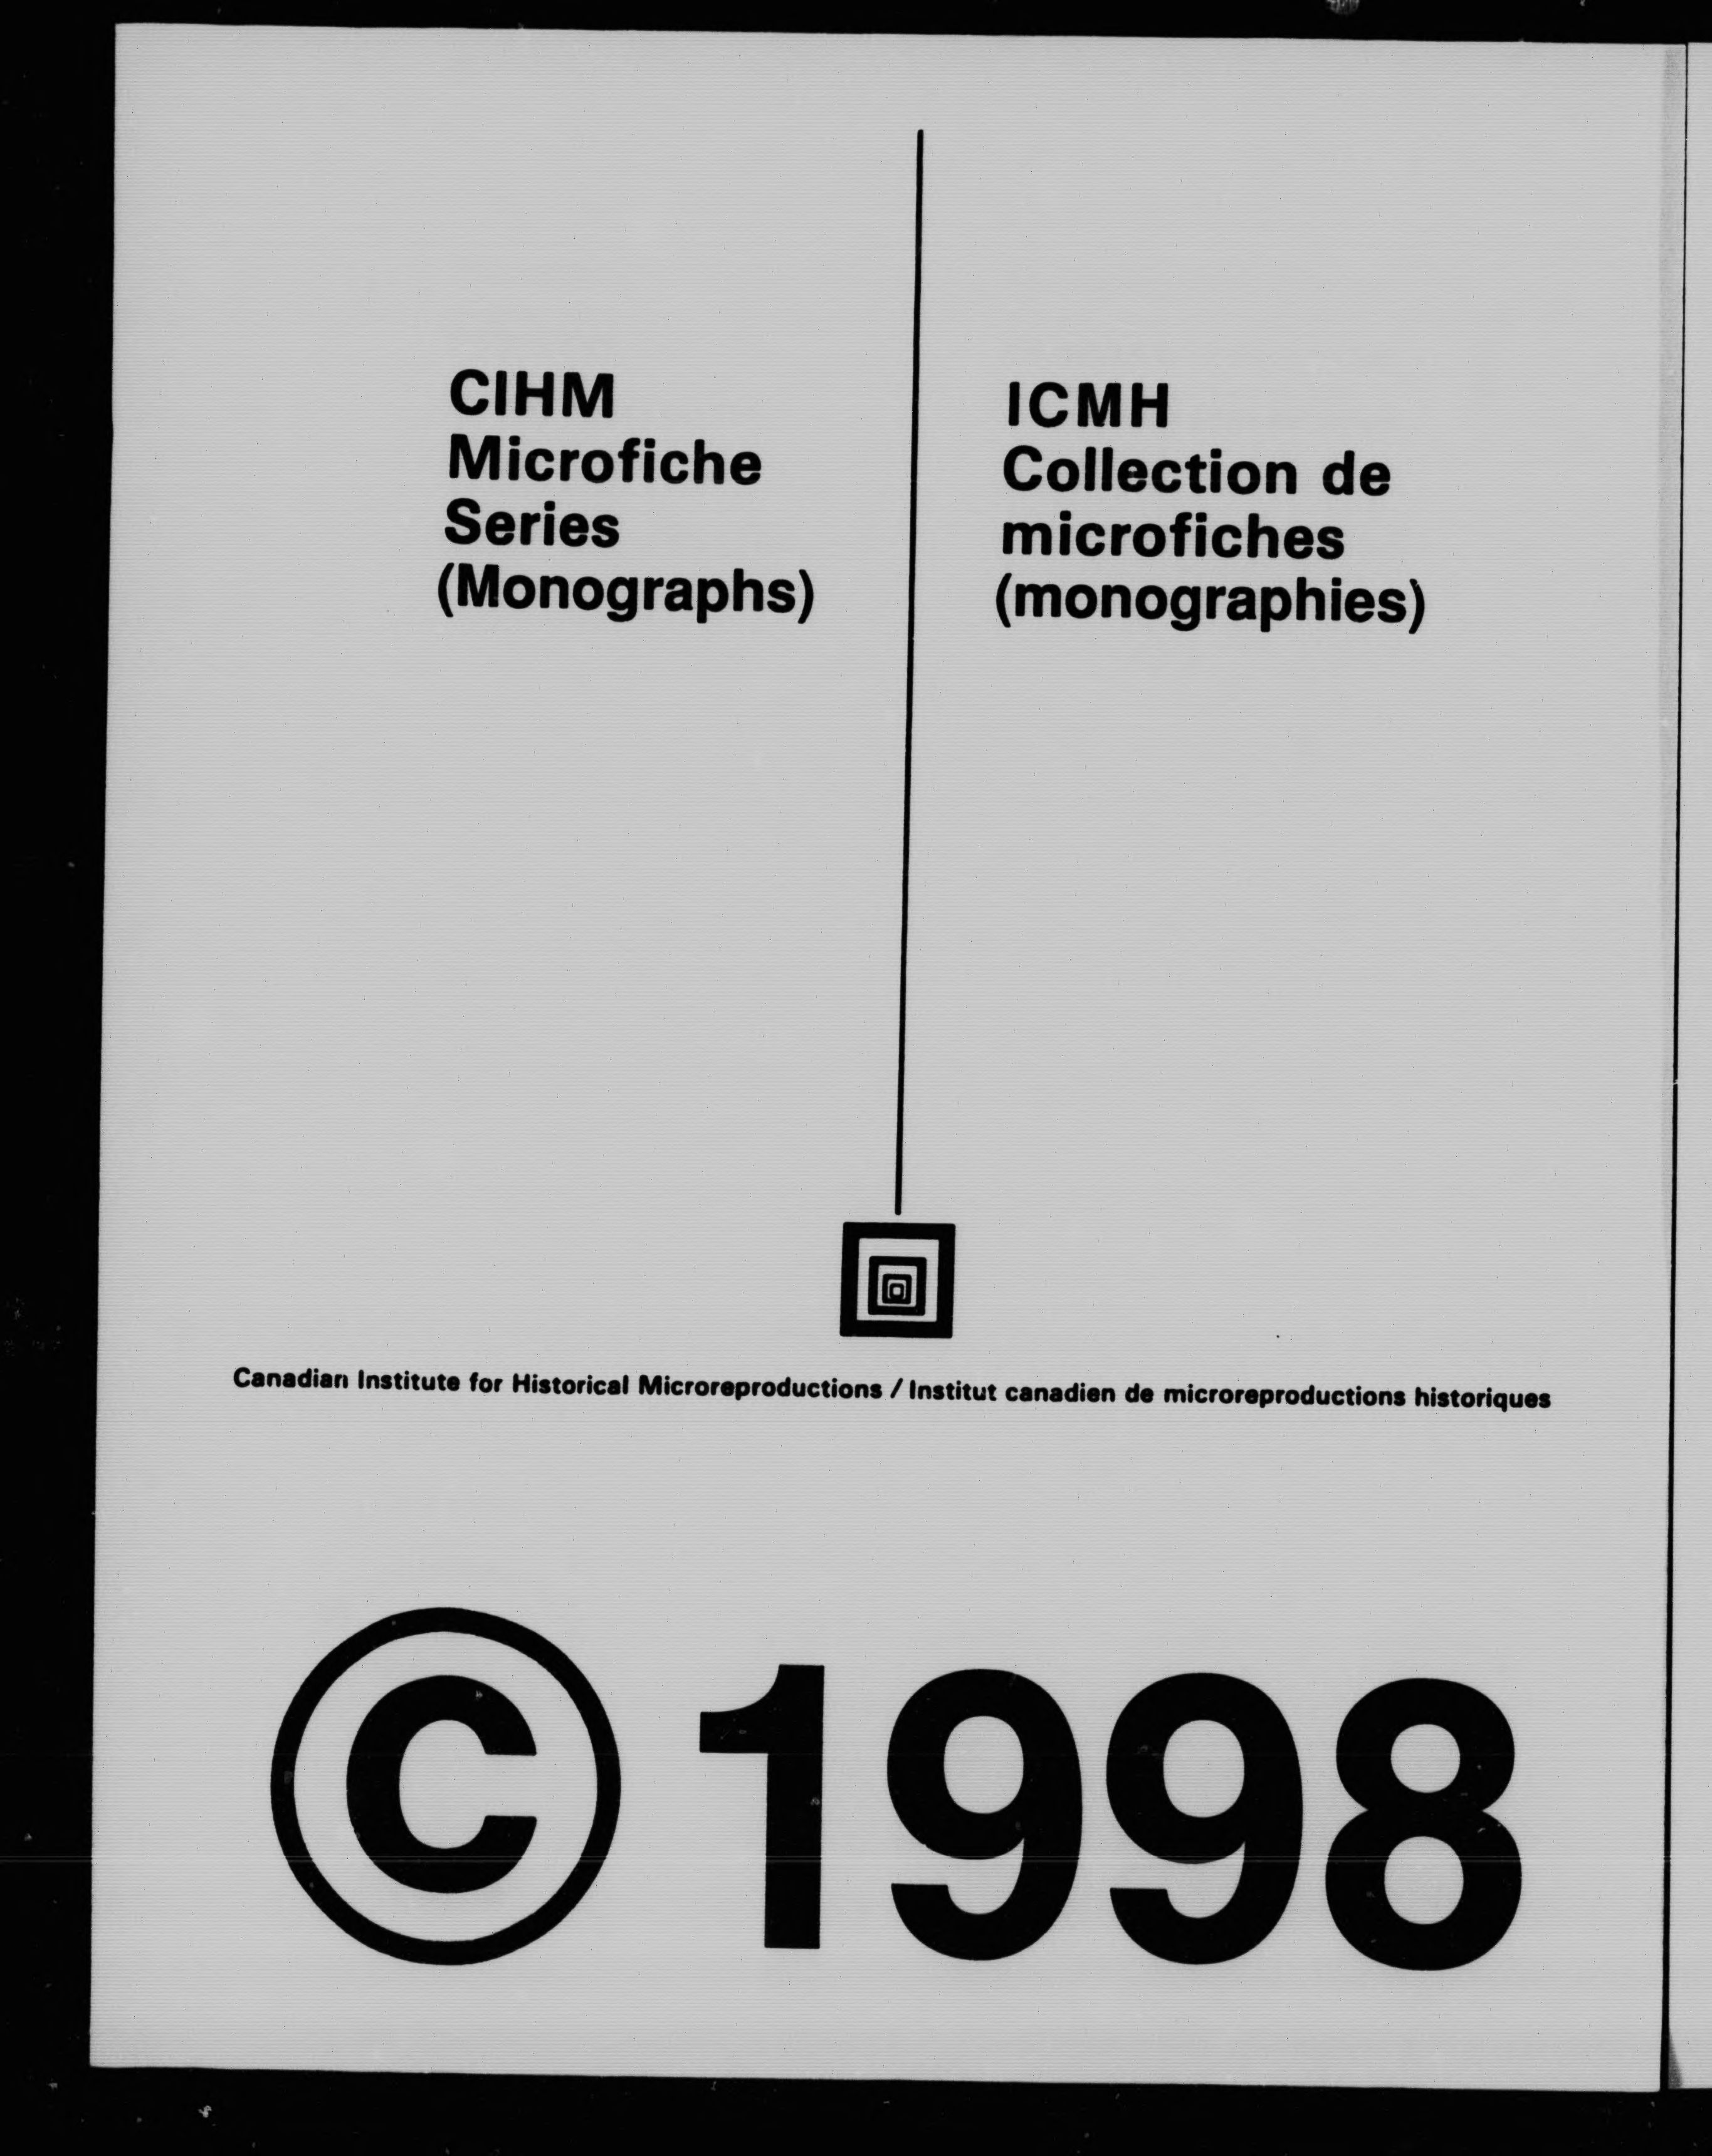 CIHM
Microfiche
Series
(Monographs)
ICMH
Collection de
microfiches
(monographies)
Canadian Institute for Historical Microreproductions / Institut canadien de microreproductions historiques
© 1998